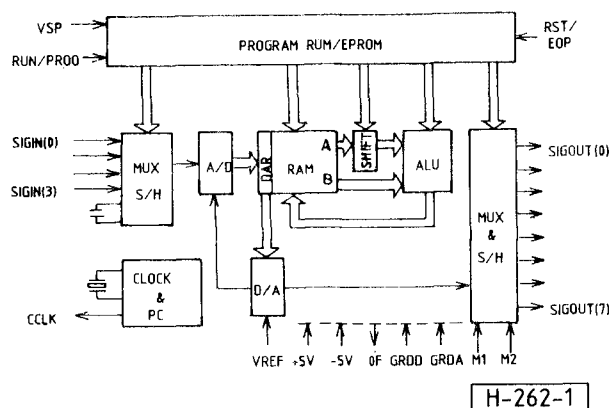 VSP
RUN/PROO
PROGRAM RUM/EPROM
RST/
EOP
SIGIN(0)
SIGIN(3)
MUX
S/H
A/D
DAR
RAM
A
B
SHIFT
ALU
MUX
&
S/H
SIGOUT(0)
SIGOUT(7)
CLOCK
&
PC
CCLK
D/A
VREF +5V -5V OF GRDD GRDA M1 M2
H-262-1